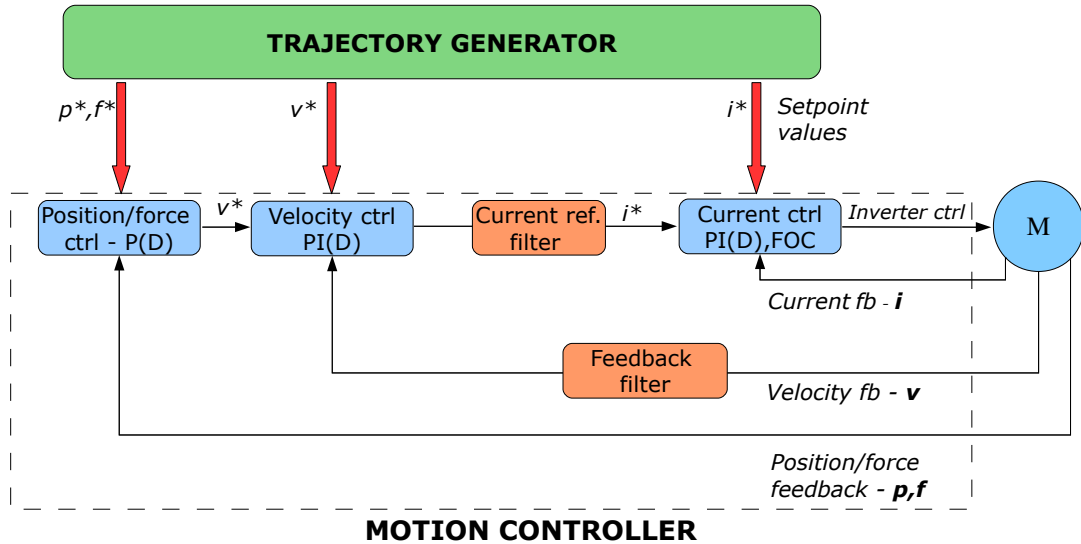 TRAJECTORY GENERATOR
p*,f*
v*
i*
Setpoint
values
Position/force
ctrl - P(D)
v*
Velocity ctrl
PI(D)
Current ref.
filter
i*
Current ctrl
PI(D),FOC
Inverter ctrl
M
Current fb - i
Feedback
filter
Velocity fb - v
Position/force
feedback - p,f
MOTION CONTROLLER